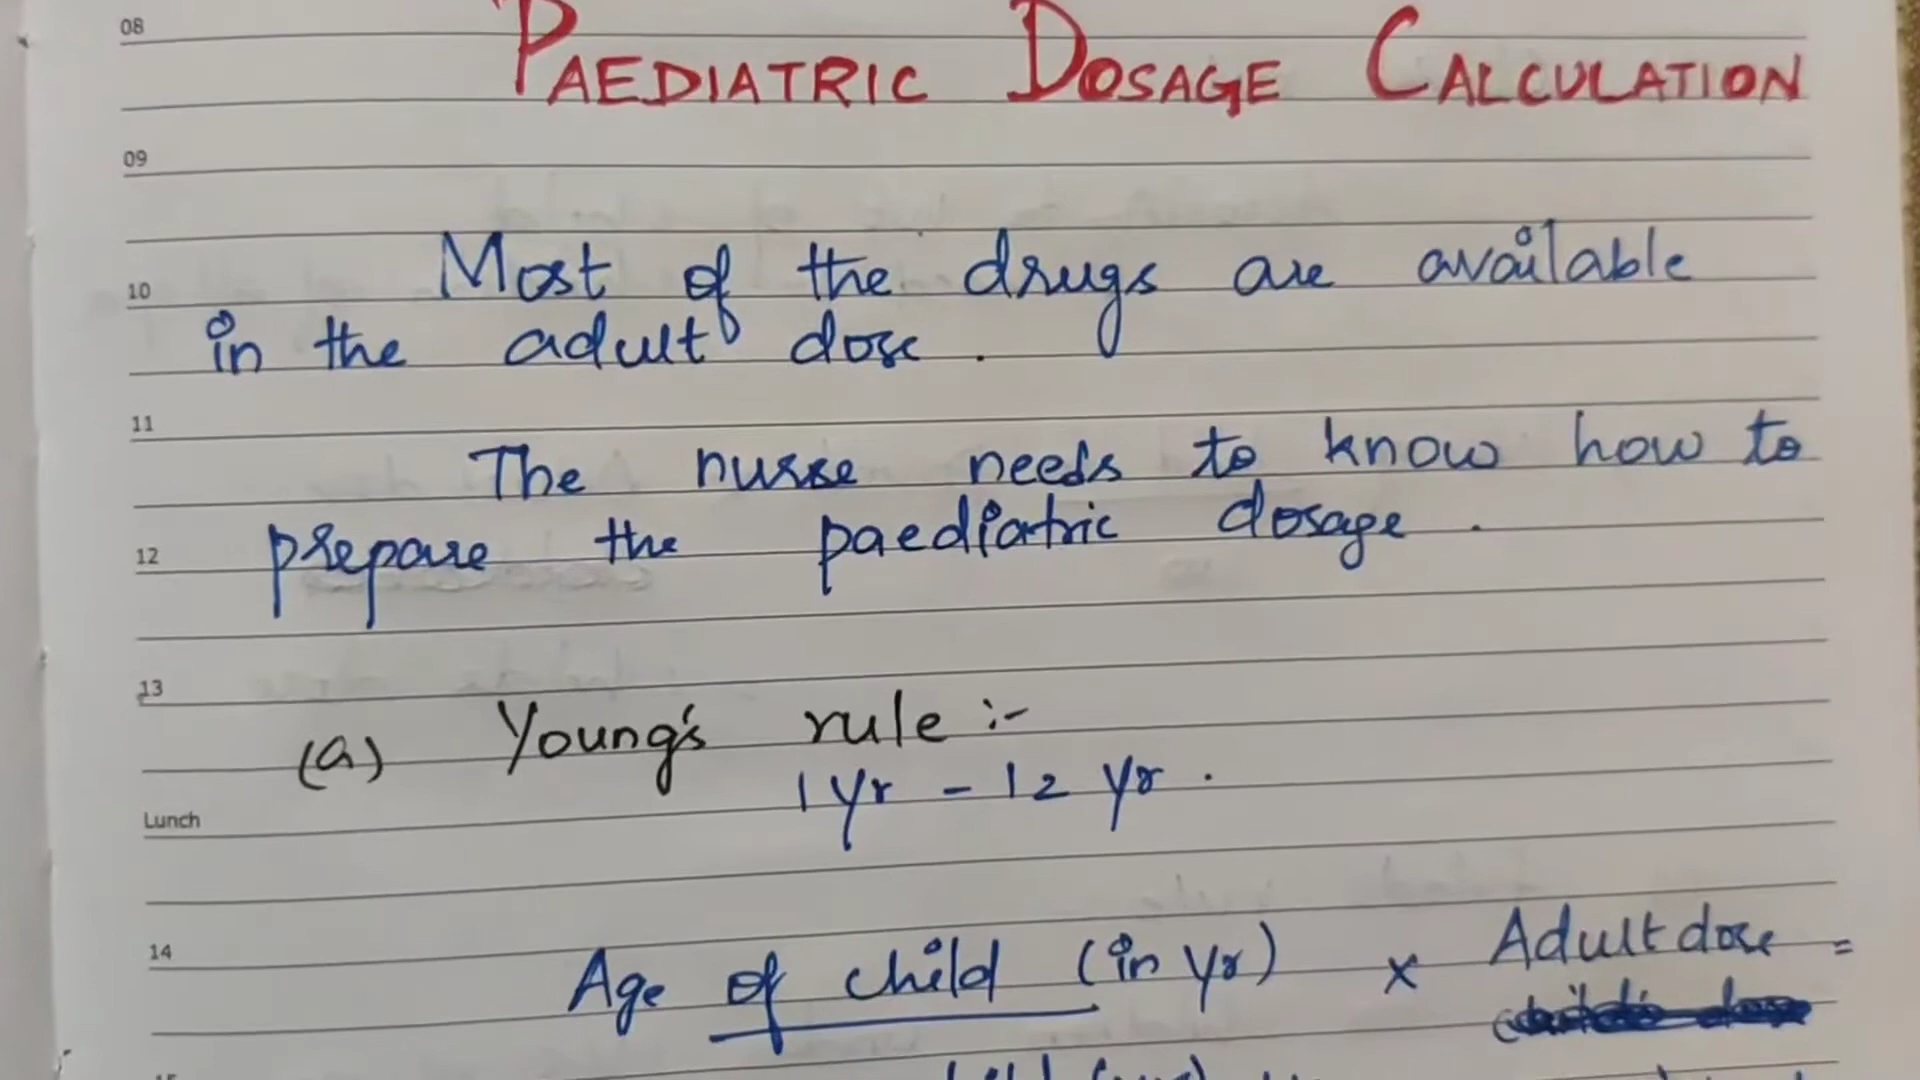 08
PAEDIATRIC DOSAGE CALCULATION
09
Most of the drugs are available
10
in the adult dose .
11
The nurse needs to know how to
12
prepare the paediatric dosage .
13
(a) Young's rule :-
1 yr - 12 yr .
Lunch
14
Age of child (in yr) x Adult dose =